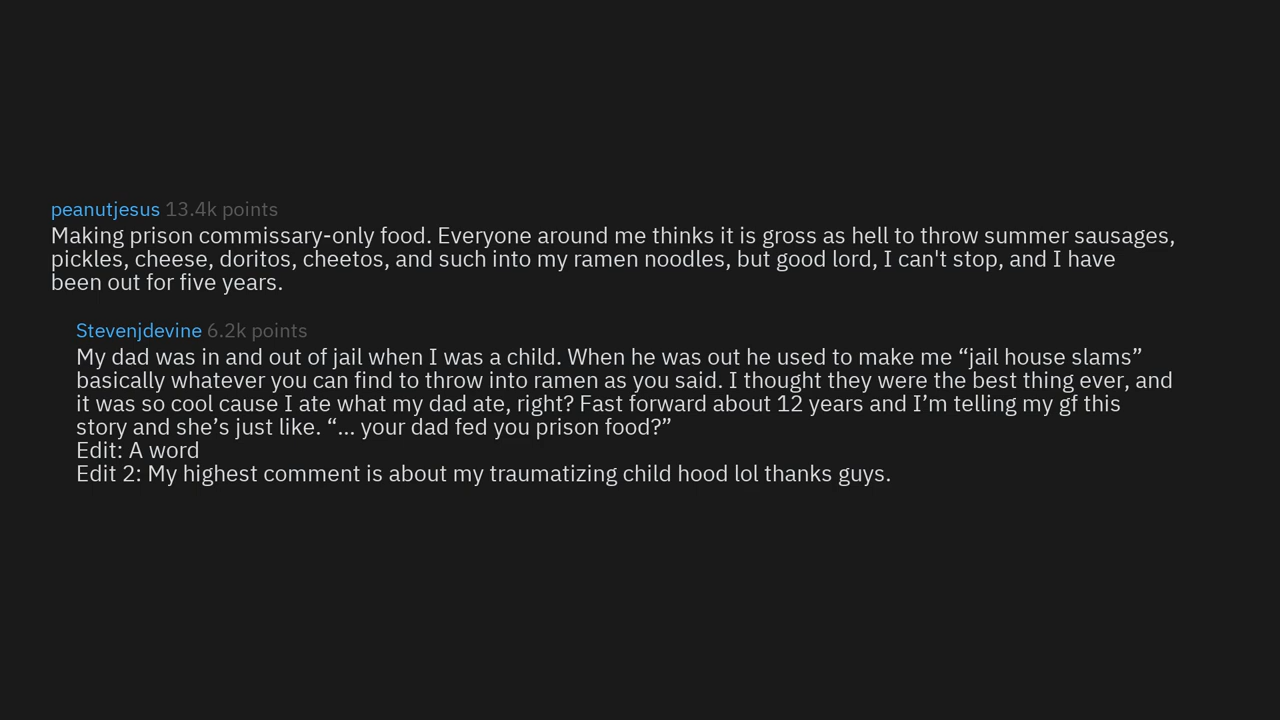 peanutjesus 13.4k points
Making prison commissary-only food. Everyone around me thinks it is gross as hell to throw summer sausages,
pickles, cheese, doritos, cheetos, and such into my ramen noodles, but good lord, I can't stop, and I have
been out for five years.
Stevenjdevine 6.2k points
My dad was in and out of jail when I was a child. When he was out he used to make me “jail house slams”
basically whatever you can find to throw into ramen as you said. I thought they were the best thing ever, and
it was so cool cause I ate what my dad ate, right? Fast forward about 12 years and I’m telling my gf this
story and she’s just like. “... your dad fed you prison food?”
Edit: A word
Edit 2: My highest comment is about my traumatizing child hood lol thanks guys.